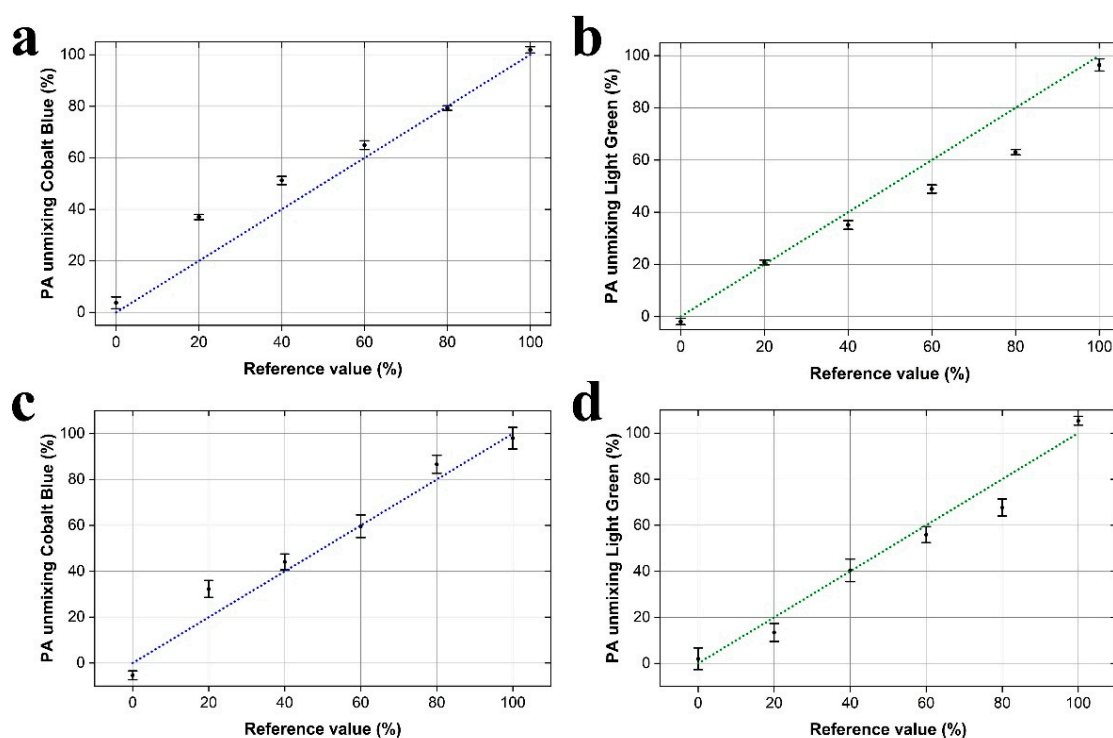 a
PA unmixing Cobalt Blue (%)
100
80
60
40
20
0
0 20 40 60 80 100
Reference value (%)
b
PA unmixing Light Green (%)
100
80
60
40
20
0
0 20 40 60 80 100
Reference value (%)
c
PA unmixing Cobalt Blue (%)
100
80
60
40
20
0
0 20 40 60 80 100
Reference value (%)
d
PA unmixing Light Green (%)
100
80
60
40
20
0
0 20 40 60 80 100
Reference value (%)